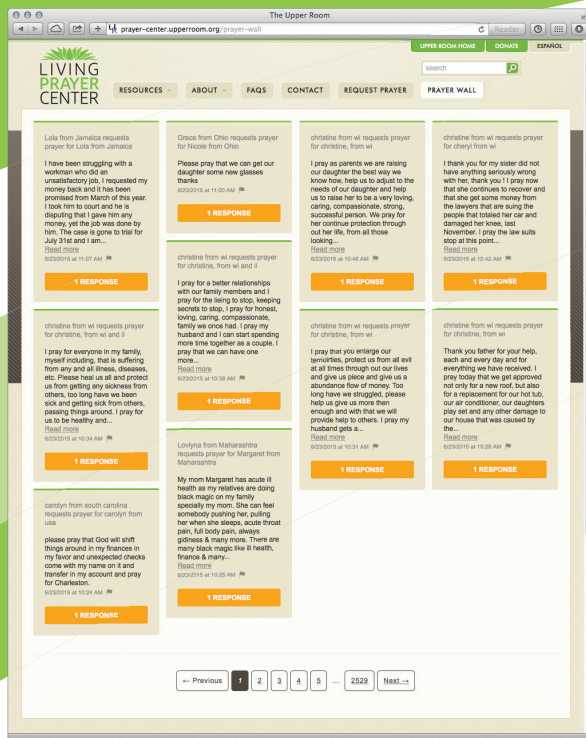 The Upper Room
prayer-center.upperroom.org/prayer-wall
Reader
UPPER ROOM HOME
DONATE
ESPAÑOL
search
LIVING
PRAYER
CENTER
RESOURCES
ABOUT
FAQS
CONTACT
REQUEST PRAYER
PRAYER WALL
Lola from Jamaica requests
prayer for Lola from Jamaica
I have been struggling with a
workman who did an
unsatisfactory job, I requested my
money back and it has been
promised from March of this year.
I took him to court and he is
disputing that I gave him any
money, yet the job was done by
him. The case is gone to trial for
July 31st and I am...
Read more
6/23/2015 at 11:07 AM
1 RESPONSE
christine from wi requests prayer
for christine, from wi and il
I pray for everyone in my family,
myself including, that is suffering
from any and all illness, diseases,
etc. Please heal us all and protect
us from getting any sickness from
others, too long have we been
sick and getting sick from others,
passing things around. I pray for
us to be healthy and...
Read more
6/23/2015 at 10:34 AM
1 RESPONSE
carolyn from south carolina
requests prayer for carolyn from
usa
please pray that God will shift
things around in my finances in
my favor and unexpected checks
come with my name on it and
transfer in my account and pray
for Charleston.
6/23/2015 at 10:24 AM
1 RESPONSE
Grace from Ohio requests prayer
for Nicole from Ohio
Please pray that we can get our
daughter some new glasses
thanks
6/23/2015 at 11:00 AM
1 RESPONSE
christine from wi requests prayer
for christine, from wi and il
I pray for a better relationships
with our family members and I
pray for the lieing to stop, keeping
secrets to stop, I pray for honest,
loving, caring, compassionate,
family we once had. I pray my
husband and I can start spending
more time together as a couple. I
pray that we can have one
more...
Read more
6/23/2015 at 10:38 AM
1 RESPONSE
Lovlyna from Maharashtra
requests prayer for Margaret from
Maharashtra
My mom Margaret has acute ill
health as my relatives are doing
black magic on my family
specially my mom. She can feel
somebody pushing her, pulling
her when she sleeps, acute throat
pain, full body pain, always
gidiness & many more. There are
many black magic like ill health,
finance & many...
Read more
6/23/2015 at 10:25 AM
1 RESPONSE
christine from wi requests prayer
for christine, from wi
I pray as parents we are raising
our daughter the best way we
know how, help us to adjust to the
needs of our daughter and help
us to raise her to be a very loving,
caring, compassionate, strong,
successful person. We pray for
her continue protection through
out her life, from all those
looking...
Read more
6/23/2015 at 10:46 AM
1 RESPONSE
christine from wi requests prayer
for christine, from wi
I pray that you enlarge our
terroirties, protect us from all evil
at all times through out our lives
and give us piece and give us a
abundance flow of money. Too
long have we struggled, please
help us give us more then
enough and with that we will
provide help to others. I pray my
husband gets a...
Read more
6/23/2015 at 10:31 AM
1 RESPONSE
christine from wi requests prayer
for cheryl from wi
I thank you for my sister did not
have anything seriously wrong
with her, thank you ! I pray now
that she continues to recover and
that she get some money from
the lawyers that are suing the
people that totaled her car and
damaged her knee, last
November. I pray the law suits
stop at this point...
Read more
6/23/2015 at 10:42 AM
1 RESPONSE
christine from wi requests prayer
for christine, from wi
Thank you father for your help,
each and every day and for
everything we have received. I
pray today that we get approved
not only for a new roof, but also
for a replacement for our hot tub,
our air conditioner, our daughters
play set and any other damage to
our house that was caused by
the...
Read more
6/23/2015 at 10:28 AM
1 RESPONSE
← Previous 1 2 3 4 5 ... 2529 Next →